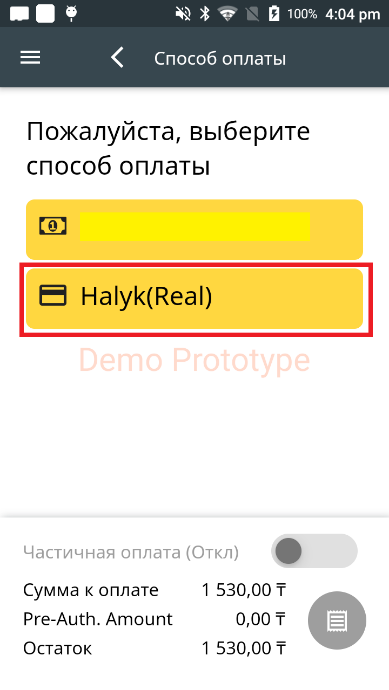 100% 4:04 pm
Способ оплаты
Пожалуйста, выберите
способ оплаты
Halyk(Real)
Demo Prototype
Частичная оплата (Откл)
Сумма к оплате 1 530,00 ₸
Pre-Auth. Amount 0,00 ₸
Остаток 1 530,00 ₸